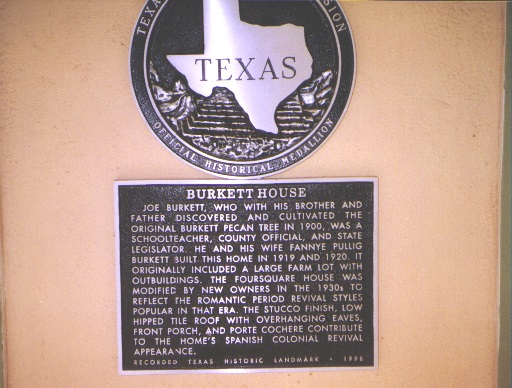 TEXAS
OFFICIAL HISTORICAL MEDALLION
BURKETT HOUSE
JOE BURKETT, WHO WITH HIS BROTHER AND
FATHER DISCOVERED AND CULTIVATED THE
ORIGINAL BURKETT PECAN TREE IN 1900, WAS A
SCHOOLTEACHER, COUNTY OFFICIAL, AND STATE
LEGISLATOR. HE AND HIS WIFE FANNYE PULLIG
BURKETT BUILT THIS HOME IN 1919 AND 1920. IT
ORIGINALLY INCLUDED A LARGE FARM LOT WITH
OUTBUILDINGS. THE FOURSQUARE HOUSE WAS
MODIFIED BY NEW OWNERS IN THE 1930s TO
REFLECT THE ROMANTIC PERIOD REVIVAL STYLES
POPULAR IN THAT ERA. THE STUCCO FINISH, LOW
HIPPED TILE ROOF WITH OVERHANGING EAVES,
FRONT PORCH, AND PORTE COCHERE CONTRIBUTE
TO THE HOME'S SPANISH COLONIAL REVIVAL
APPEARANCE.
RECORDED TEXAS HISTORIC LANDMARK • 1998